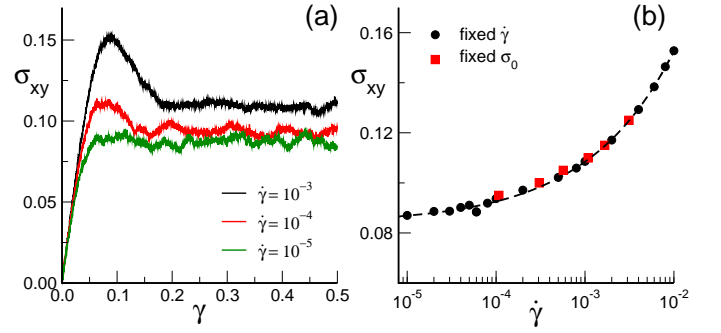 (a)
σxy
0.15
0.10
0.05
0.00
γ̇ = 10⁻³
γ̇ = 10⁻⁴
γ̇ = 10⁻⁵
0.0 0.1 0.2 0.3 0.4 0.5
γ
(b)
fixed γ̇
fixed σ₀
σxy
0.16
0.12
0.08
10⁻⁵ 10⁻⁴ 10⁻³ 10⁻²
γ̇